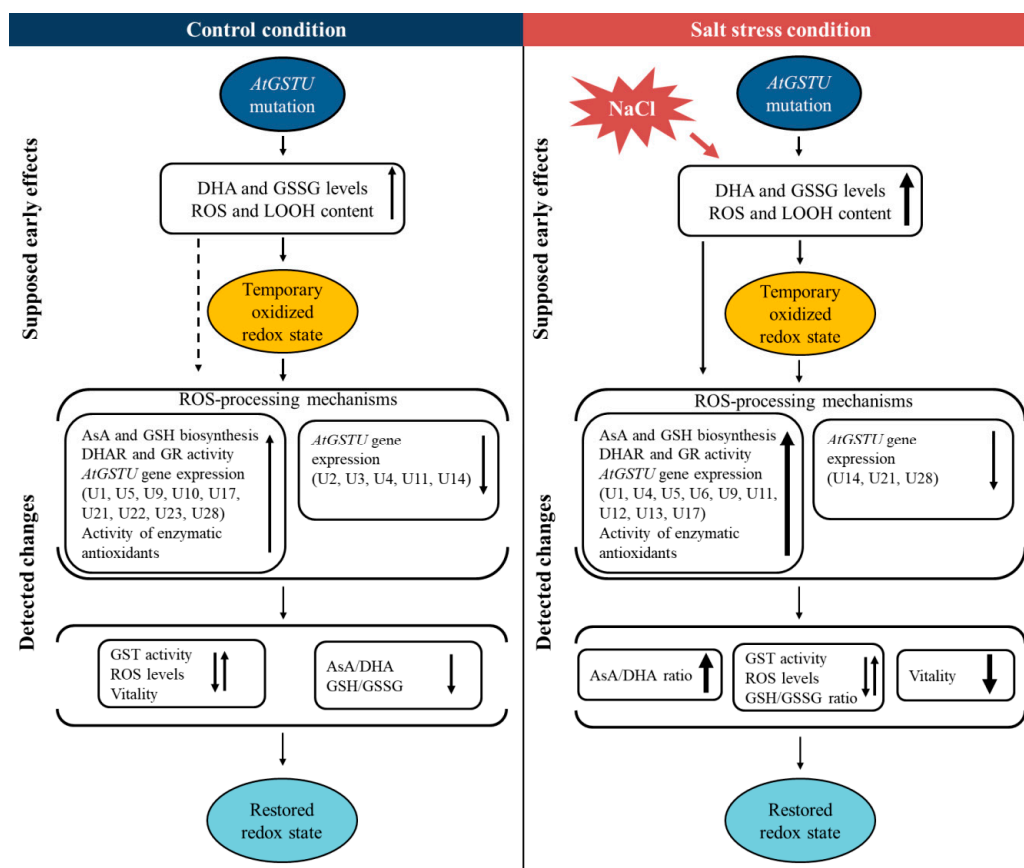 Control condition
AtGSTU
mutation
Supposed early effects
DHA and GSSG levels
ROS and LOOH content
Temporary
oxidized
redox state
Detected changes
ROS-processing mechanisms
AsA and GSH biosynthesis
DHAR and GR activity
AtGSTU gene expression
(U1, U5, U9, U10, U17,
U21, U22, U23, U28)
Activity of enzymatic
antioxidants
AtGSTU gene
expression
(U2, U3, U4, U11, U14)
GST activity
ROS levels
Vitality
AsA/DHA
GSH/GSSG
Restored
redox state
Salt stress condition
NaCl
AtGSTU
mutation
Supposed early effects
DHA and GSSG levels
ROS and LOOH content
Temporary
oxidized
redox state
Detected changes
ROS-processing mechanisms
AsA and GSH biosynthesis
DHAR and GR activity
AtGSTU gene expression
(U1, U4, U5, U6, U9, U11,
U12, U13, U17)
Activity of enzymatic
antioxidants
AtGSTU gene
expression
(U14, U21, U28)
AsA/DHA ratio
GST activity
ROS levels
GSH/GSSG ratio
Vitality
Restored
redox state